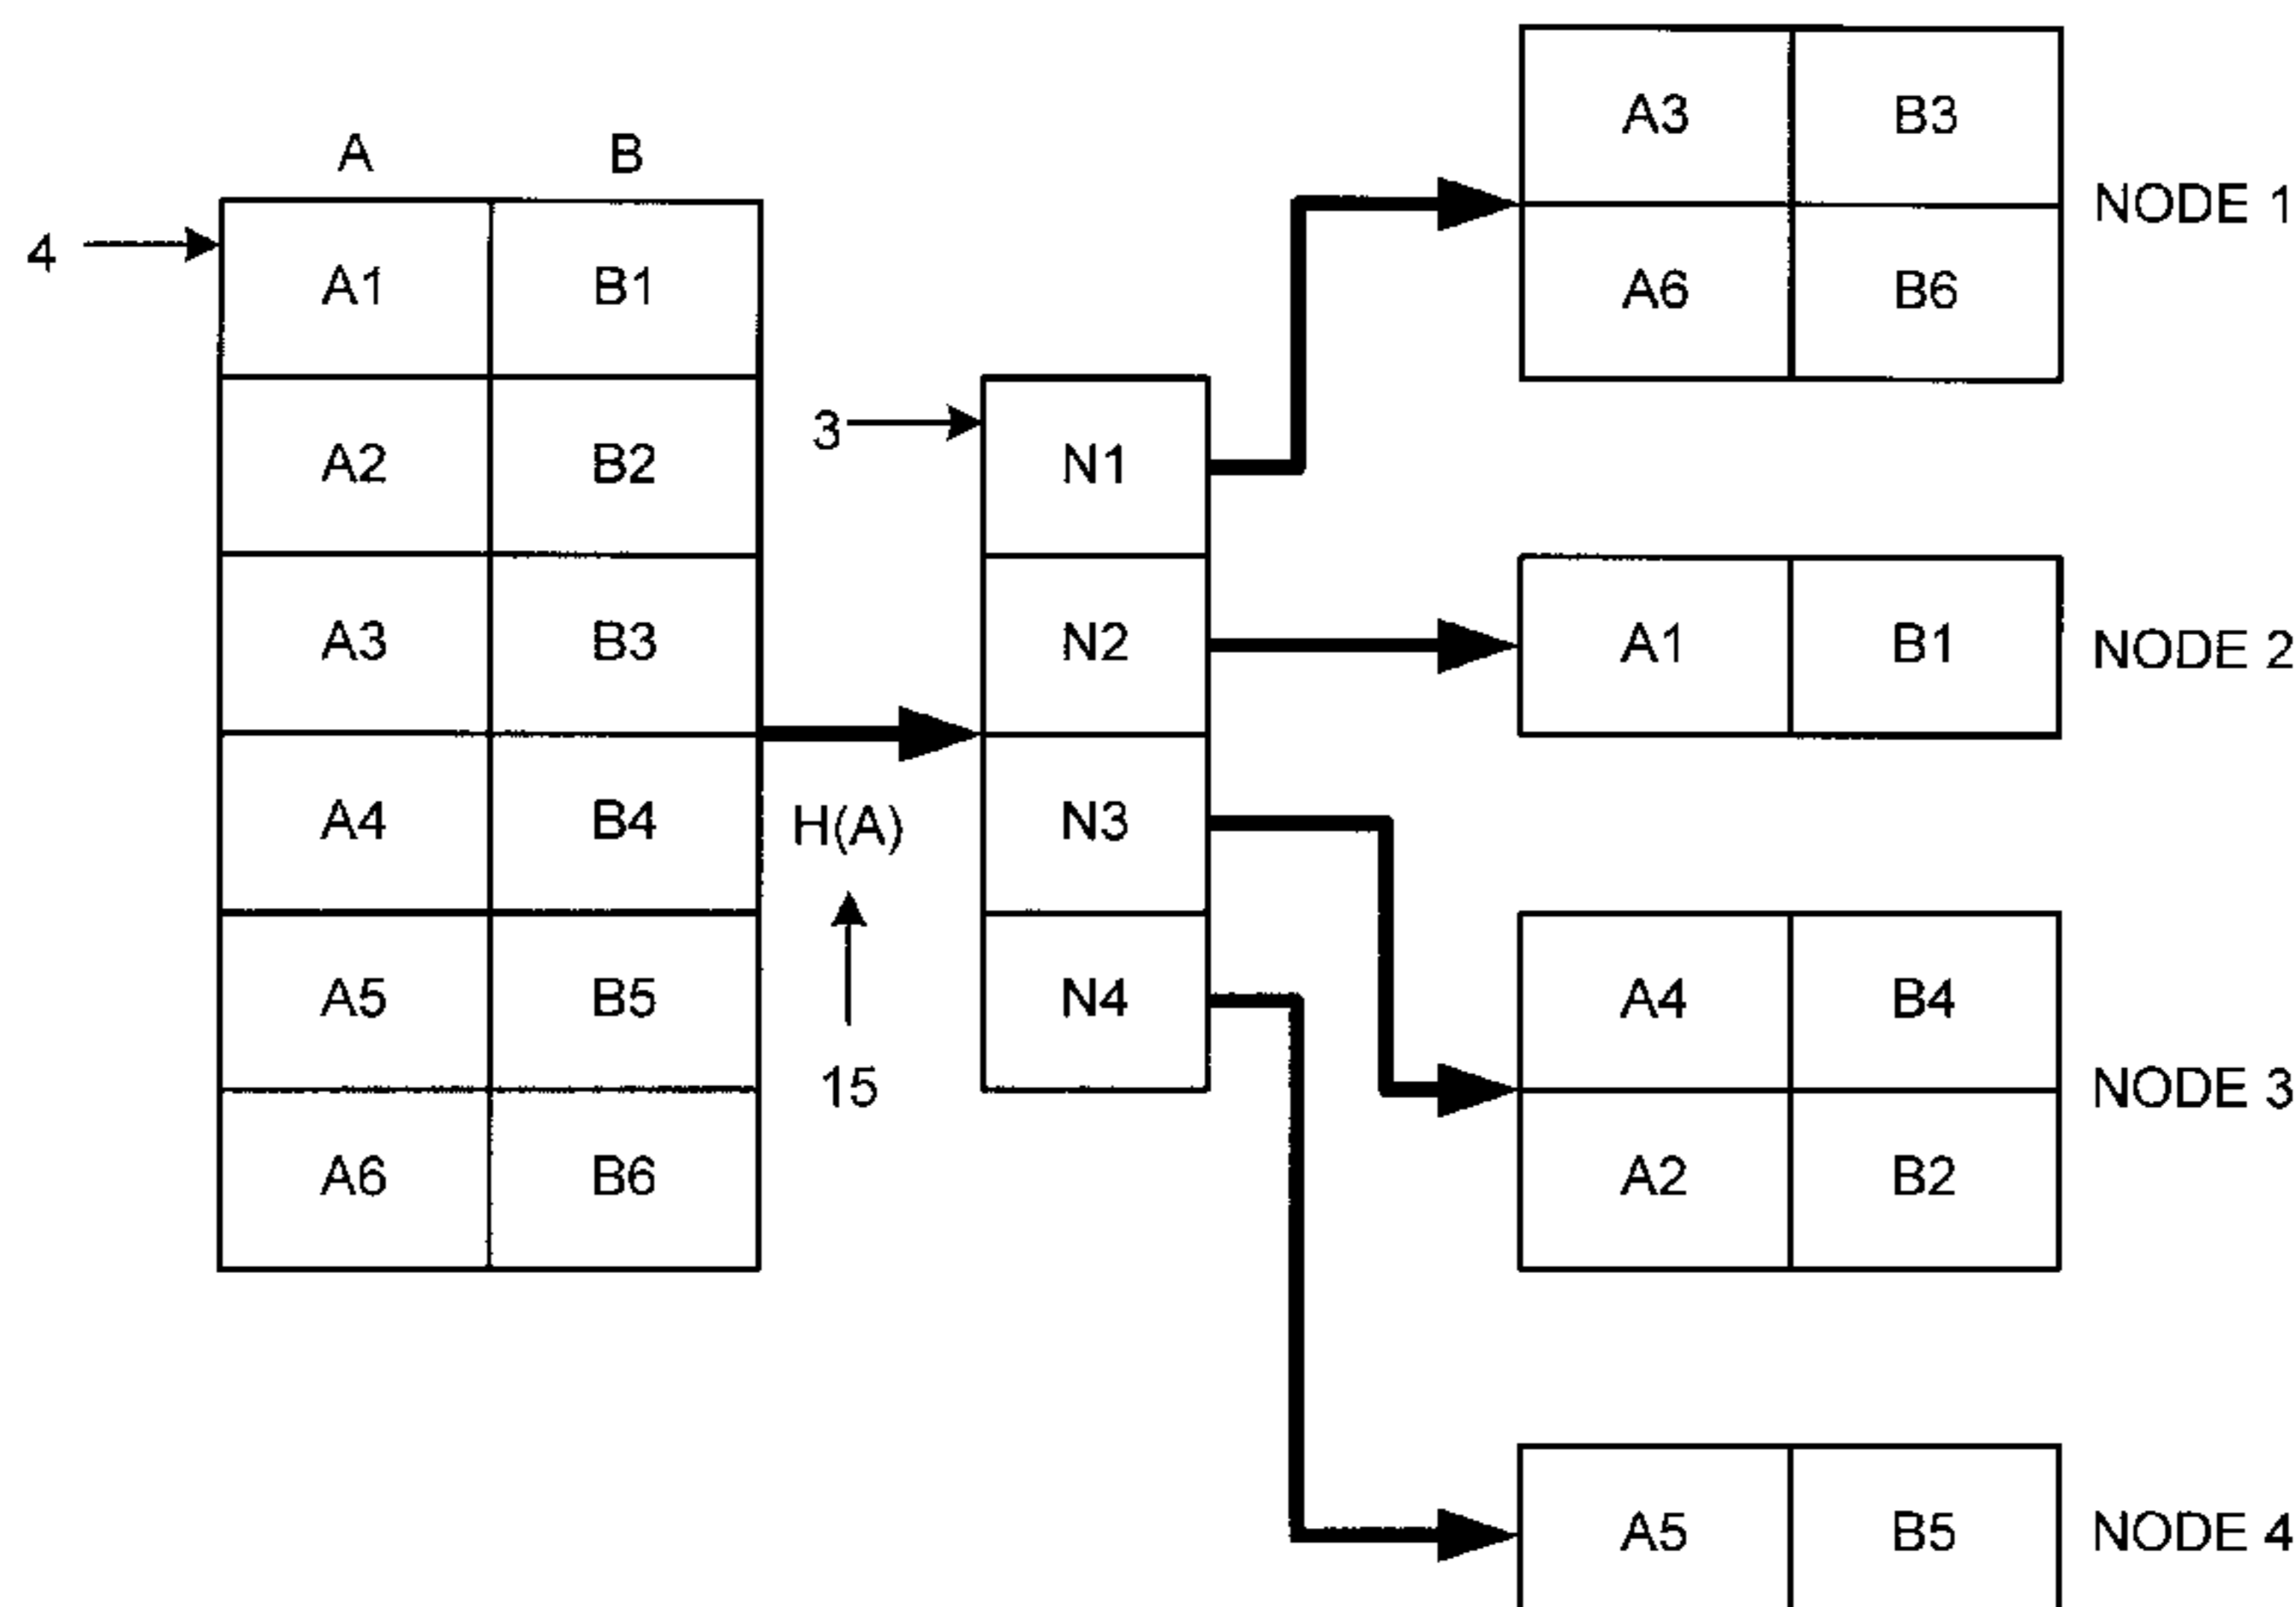 A B
4
A1 B1
A2 B2
A3 B3
A4 B4
A5 B5
A6 B6
H(A)
15
3
N1
N2
N3
N4
A3 B3
A6 B6
NODE 1
A1 B1
NODE 2
A4 B4
A2 B2
NODE 3
A5 B5
NODE 4